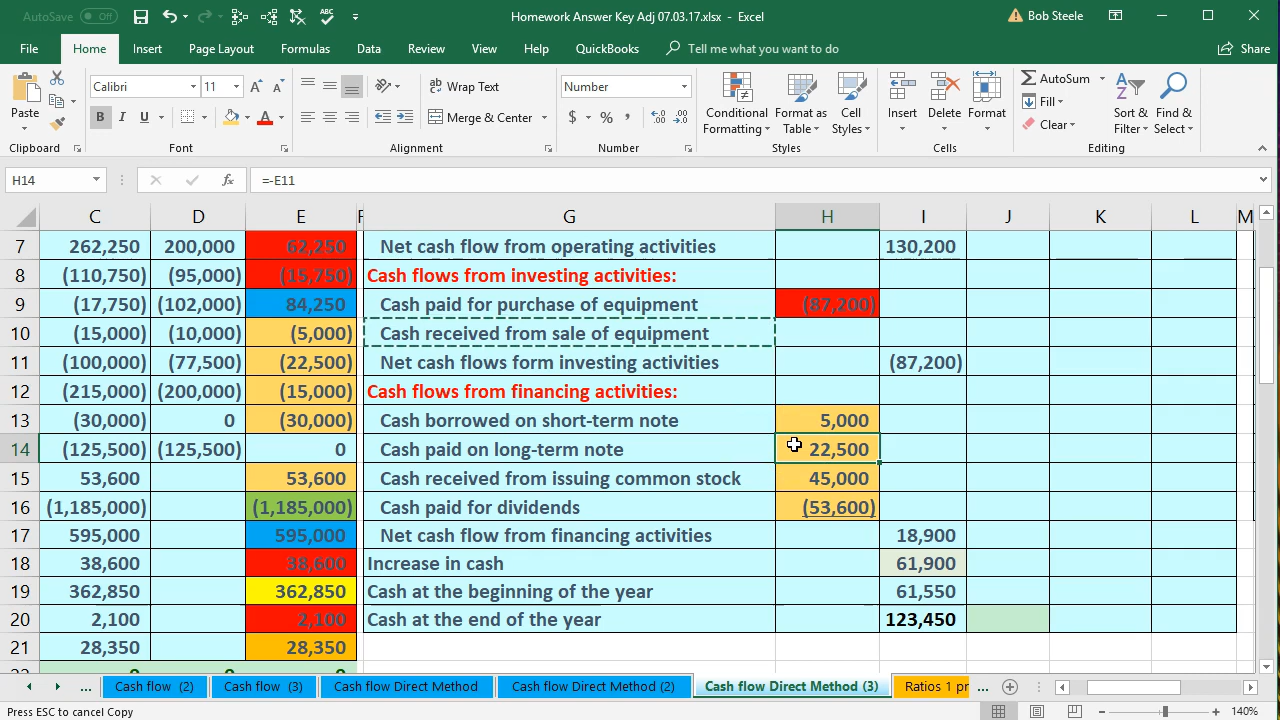 AutoSave Off Homework Answer Key Adj 07.03.17.xlsx - Excel Bob Steele
File Home Insert Page Layout Formulas Data Review View Help QuickBooks Tell me what you want to do Share
Paste Calibri 11 A A Wrap Text Number Conditional Formatting Format as Table Cell Styles Insert Delete Format AutoSum Sort & Filter Find & Select
B I U A Merge & Center $ % , Fill
Clear
Clipboard Font Alignment Number Styles Cells Editing
H14 fx =-E11
C D E F G H I J K L M
7 262,250 200,000 62,250 Net cash flow from operating activities 130,200
8 (110,750) (95,000) (15,750) Cash flows from investing activities:
9 (17,750) (102,000) 84,250 Cash paid for purchase of equipment (87,200)
10 (15,000) (10,000) (5,000) Cash received from sale of equipment
11 (100,000) (77,500) (22,500) Net cash flows form investing activities (87,200)
12 (215,000) (200,000) (15,000) Cash flows from financing activities:
13 (30,000) 0 (30,000) Cash borrowed on short-term note 5,000
14 (125,500) (125,500) 0 Cash paid on long-term note 22,500
15 53,600 53,600 Cash received from issuing common stock 45,000
16 (1,185,000) (1,185,000) Cash paid for dividends (53,600)
17 595,000 595,000 Net cash flow from financing activities 18,900
18 38,600 38,600 Increase in cash 61,900
19 362,850 362,850 Cash at the beginning of the year 61,550
20 2,100 2,100 Cash at the end of the year 123,450
21 28,350 28,350
... Cash flow (2) Cash flow (3) Cash flow Direct Method Cash flow Direct Method (2) Cash flow Direct Method (3) Ratios 1 pr ...
Press ESC to cancel Copy 140%